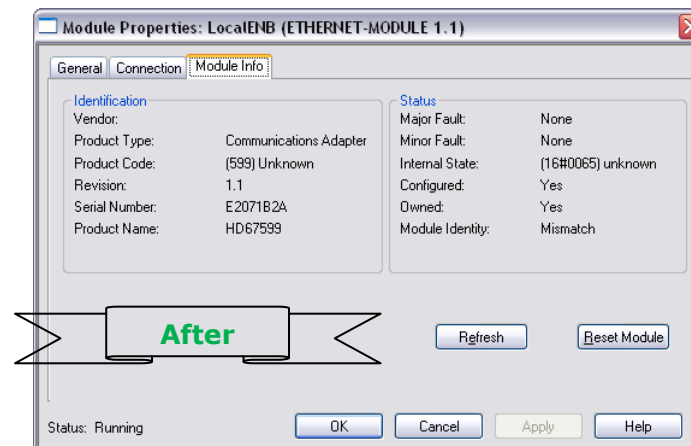 Module Properties: LocalENB (ETHERNET-MODULE 1.1)
General Connection Module Info
Identification
Vendor:
Product Type: Communications Adapter
Product Code: (599) Unknown
Revision: 1.1
Serial Number: E2071B2A
Product Name: HD67599
Status
Major Fault: None
Minor Fault: None
Internal State: (16#0065) unknown
Configured: Yes
Owned: Yes
Module Identity: Mismatch
After
Refresh Reset Module
Status: Running
OK Cancel Apply Help